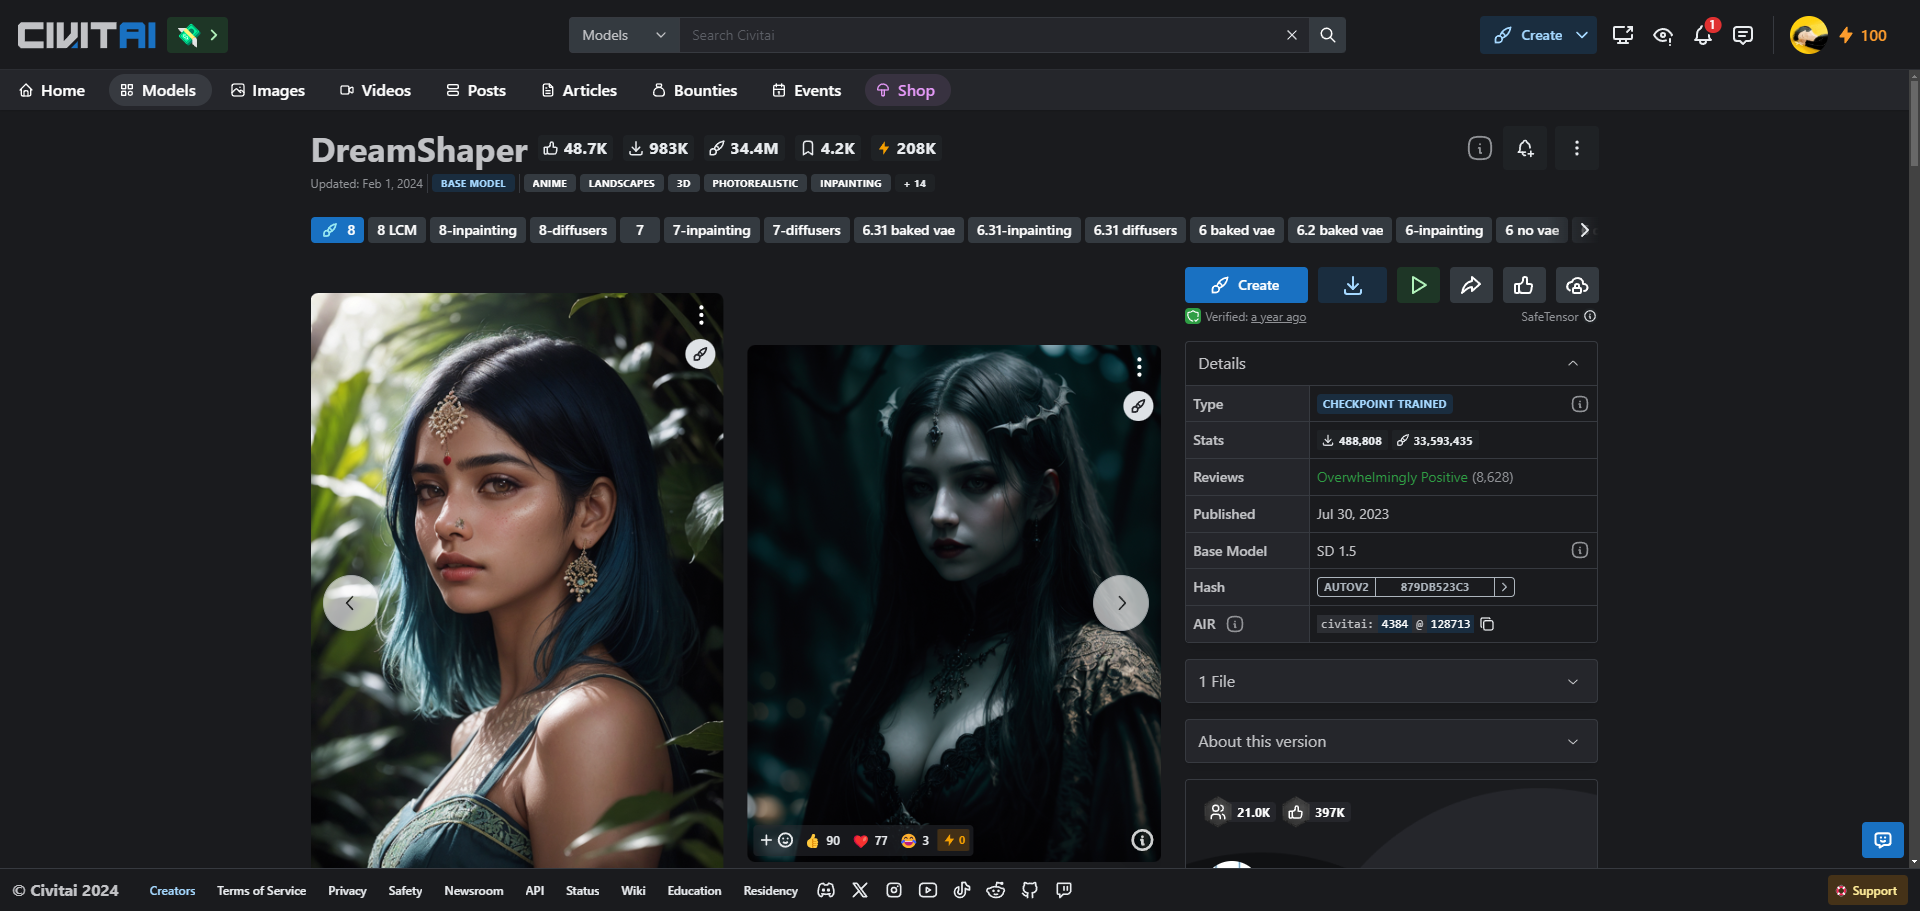 CIVITAI
Models
Search Civitai
Create
1
100
Home
Models
Images
Videos
Posts
Articles
Bounties
Events
Shop
DreamShaper
48.7K
983K
34.4M
4.2K
208K
Updated: Feb 1, 2024
BASE MODEL
ANIME
LANDSCAPES
3D
PHOTOREALISTIC
INPAINTING
+ 14
8
8 LCM
8-inpainting
8-diffusers
7
7-inpainting
7-diffusers
6.31 baked vae
6.31-inpainting
6.31 diffusers
6 baked vae
6.2 baked vae
6-inpainting
6 no vae
Create
Verified: a year ago
SafeTensor
Details
Type
CHECKPOINT TRAINED
Stats
488,808
33,593,435
Reviews
Overwhelmingly Positive (8,628)
Published
Jul 30, 2023
Base Model
SD 1.5
Hash
AUTOV2
879DB523C3
AIR
civitai: 4384 @ 128713
1 File
About this version
21.0K
397K
90
77
3
0
© Civitai 2024
Creators
Terms of Service
Privacy
Safety
Newsroom
API
Status
Wiki
Education
Residency
Support